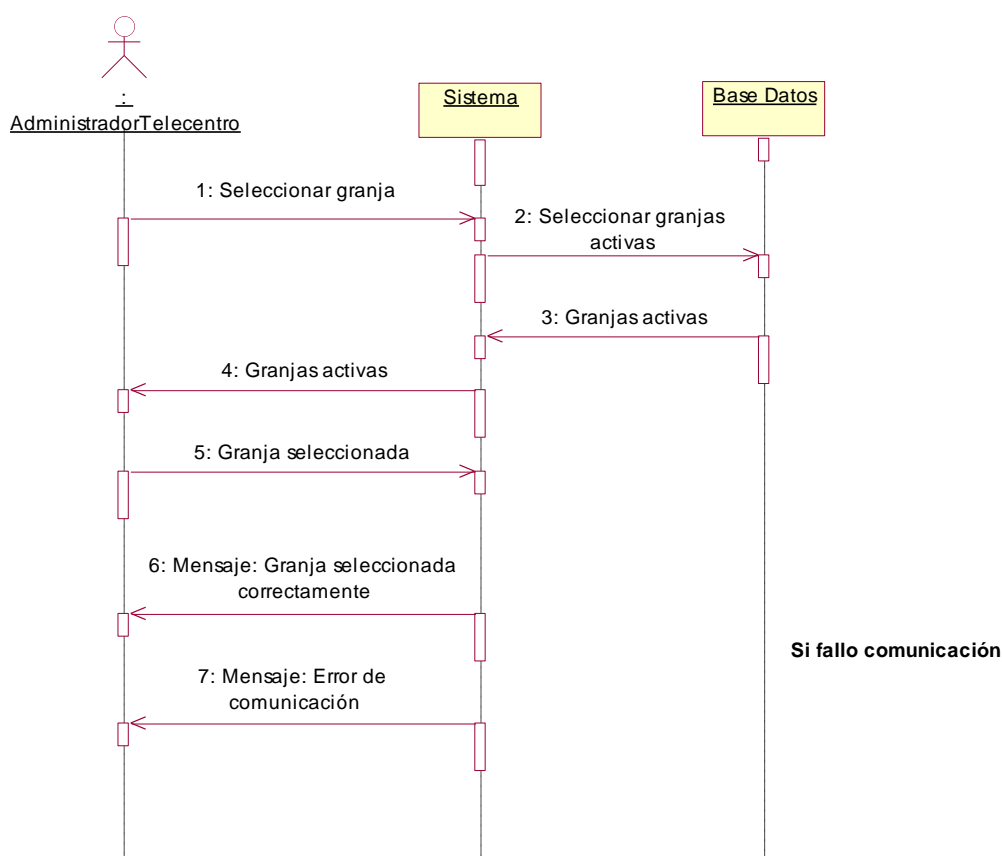 :
AdministradorTelecentro
Sistema
Base Datos
1: Seleccionar granja
2: Seleccionar granjas
activas
3: Granjas activas
4: Granjas activas
5: Granja seleccionada
6: Mensaje: Granja seleccionada
correctamente
Si fallo comunicación
7: Mensaje: Error de
comunicación